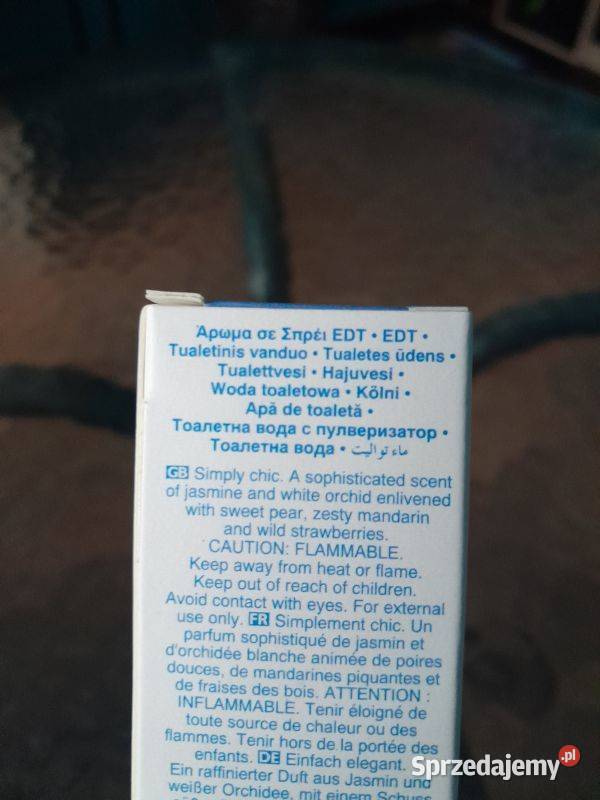 Άρωμα σε Σπρέι EDT • EDT •
Tualetinis vanduo • Tualetes ūdens •
Tualettvesi • Hajuvesi •
Woda toaletowa • Kölni •
Apă de toaletă •
Тоалетна вода с пулверизатор •
Тоалетна вода • ماء تواليت
GB Simply chic. A sophisticated scent
of jasmine and white orchid enlivened
with sweet pear, zesty mandarin
and wild strawberries.
CAUTION: FLAMMABLE.
Keep away from heat or flame.
Keep out of reach of children.
Avoid contact with eyes. For external
use only. FR Simplement chic. Un
parfum sophistiqué de jasmin et
d'orchidée blanche animée de poires
douces, de mandarines piquantes et
de fraises des bois. ATTENTION :
INFLAMMABLE. Tenir éloigné de
toute source de chaleur ou des
flammes. Tenir hors de la portée des
enfants. DE Einfach elegant.
Ein raffinierter Duft aus Jasmin und
weißer Orchidee, mit einem Schuss
Sprzedajemy.pl